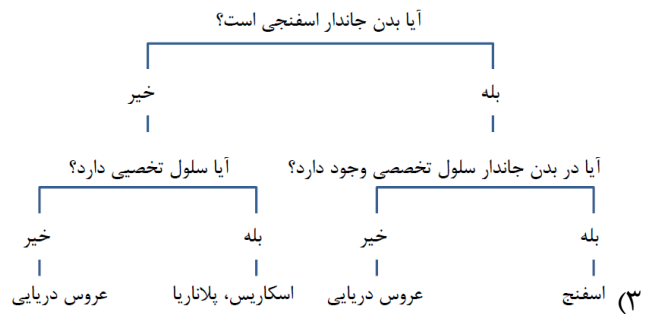 آیا بدن جاندار اسفنجی است؟
بله خیر
آیا در بدن جاندار سلول تخصصی وجود دارد؟ آیا سلول تخصیی دارد؟
بله خیر بله خیر
۳) اسفنج عروس دریایی اسکاریس، پلاناریا عروس دریایی